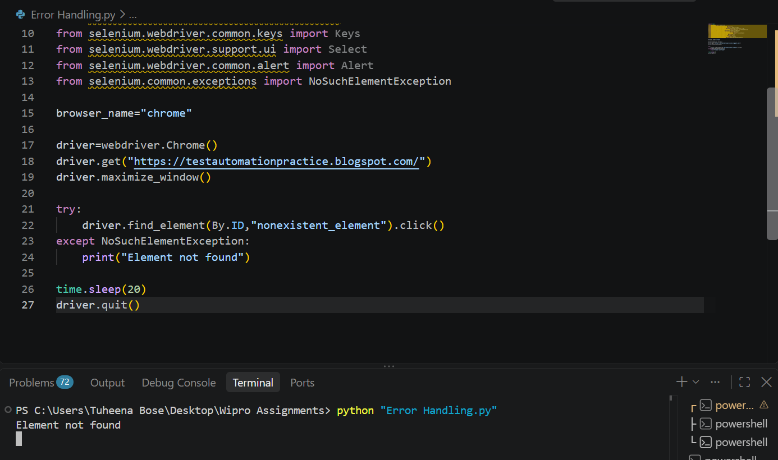 Error Handling.py > ...
10 from selenium.webdriver.common.keys import Keys
11 from selenium.webdriver.support.ui import Select
12 from selenium.webdriver.common.alert import Alert
13 from selenium.common.exceptions import NoSuchElementException
14
15 browser_name="chrome"
16
17 driver=webdriver.Chrome()
18 driver.get("https://testautomationpractice.blogspot.com/")
19 driver.maximize_window()
20
21 try:
22     driver.find_element(By.ID,"nonexistent_element").click()
23 except NoSuchElementException:
24     print("Element not found")
25
26 time.sleep(20)
27 driver.quit()
Problems 72 Output Debug Console Terminal Ports
PS C:\Users\Tuheena Bose\Desktop\Wipro Assignments> python "Error Handling.py"
Element not found
power...
powershell
powershell